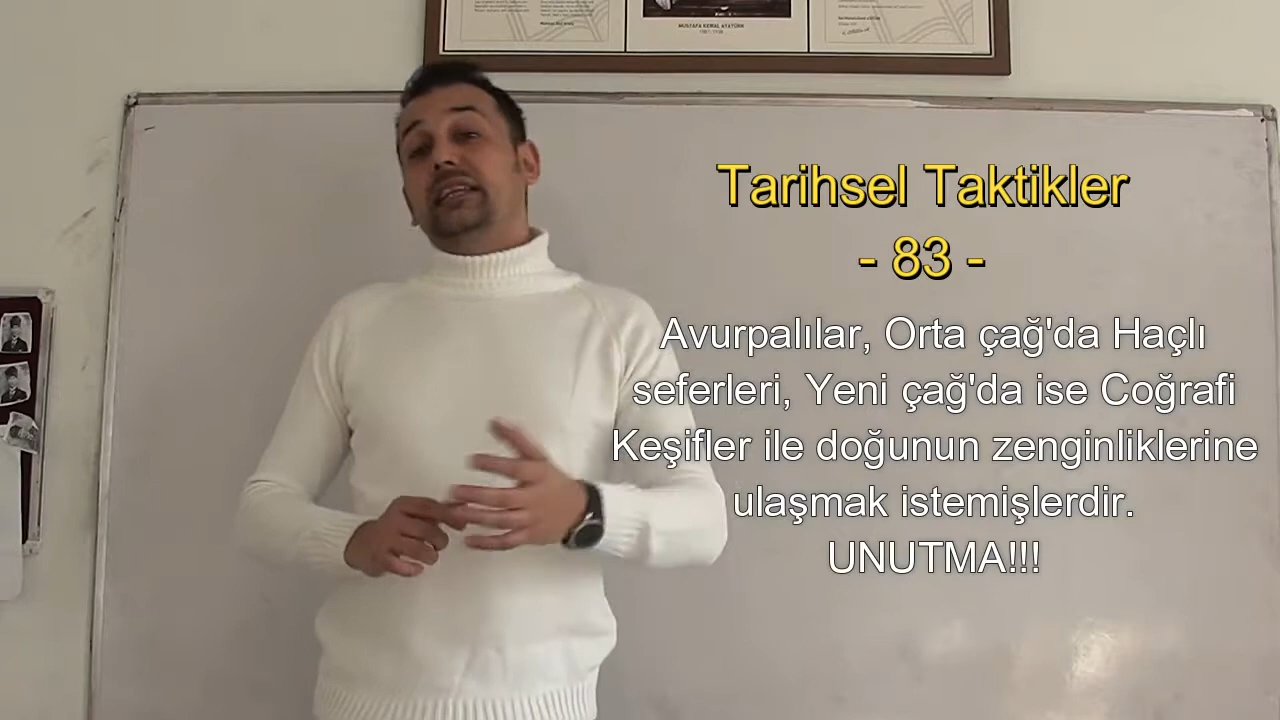 MUSTAFA KEMAL ATATÜRK
Tarihsel Taktikler
- 83 -
Avurpalılar, Orta çağ'da Haçlı
seferleri, Yeni çağ'da ise Coğrafi
Keşifler ile doğunun zenginliklerine
ulaşmak istemişlerdir.
UNUTMA!!!